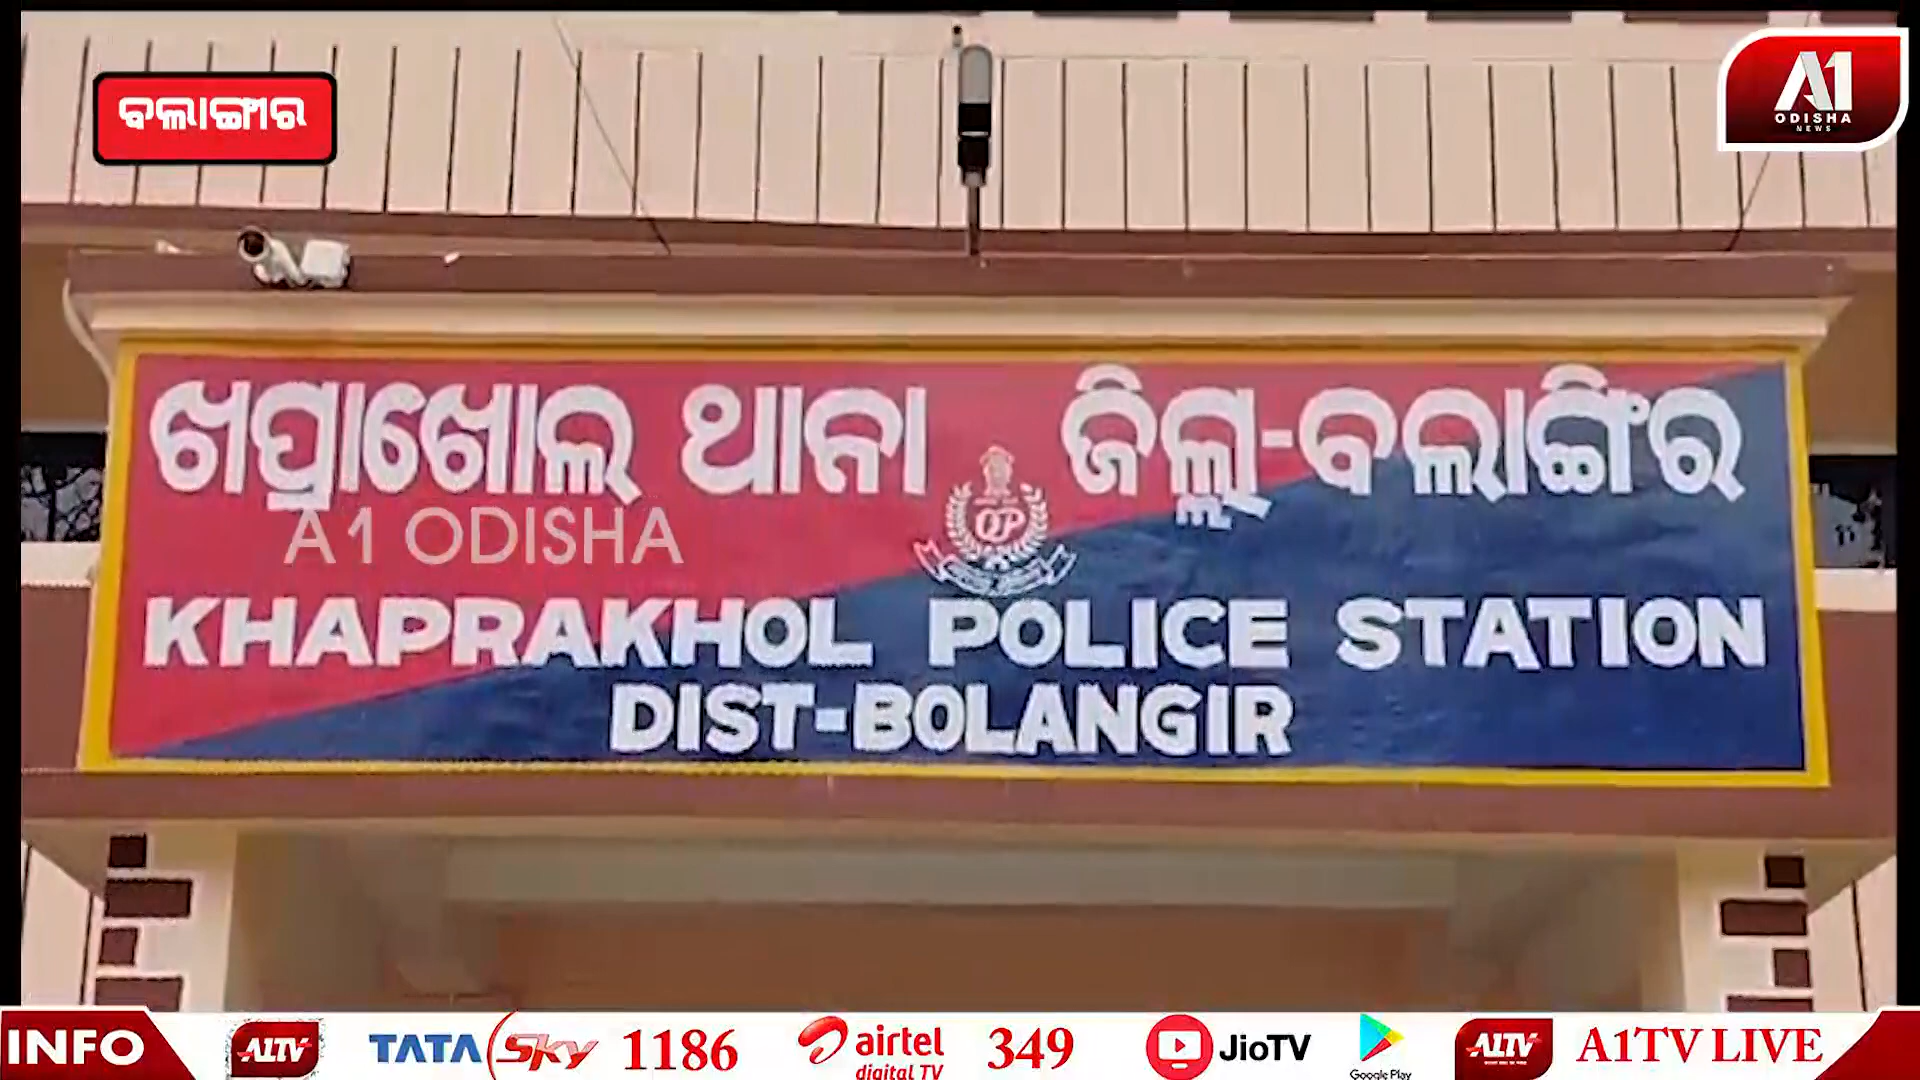 ବଲାଙ୍ଗୀର
A1
ODISHA
NEWS
ଖପ୍ରାଖୋଲ ଥାନା ଜିଲ୍ଲା-ବଲାଙ୍ଗିର
OP
A1 ODISHA
KHAPRAKHOL POLICE STATION
DIST-BOLANGIR
INFO A1TV TATA Sky 1186 airtel digital TV 349 JioTV Google Play A1TV A1TV LIVE